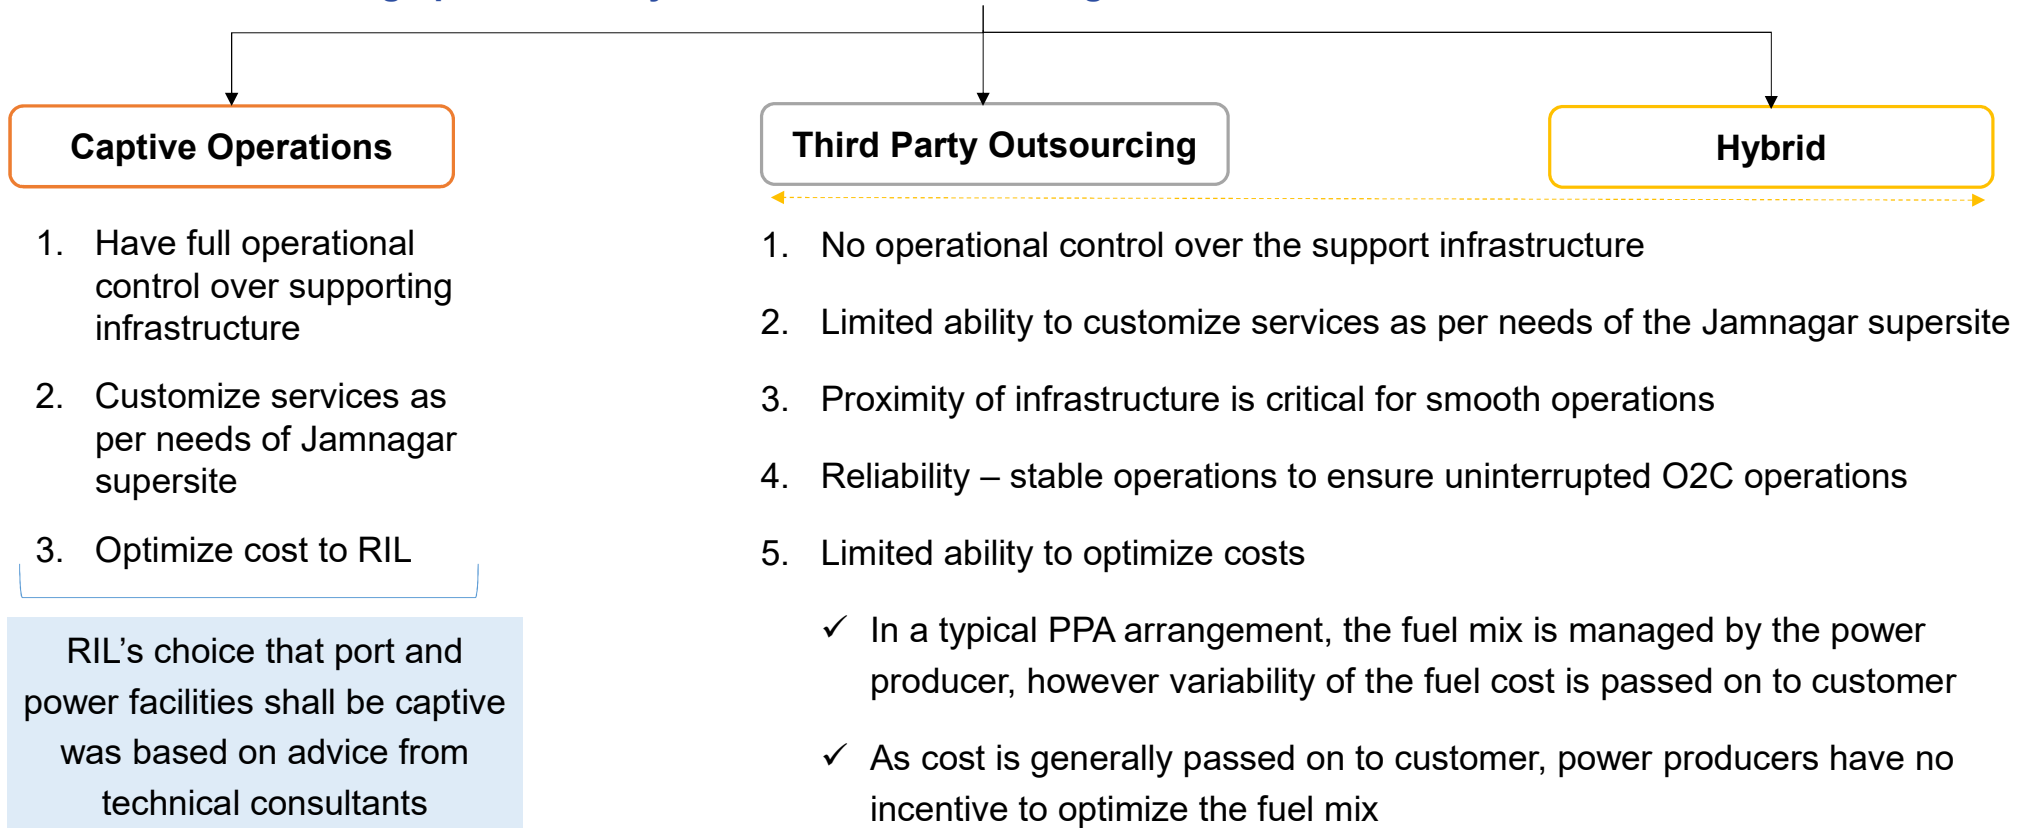 Captive Operations
Third Party Outsourcing
Hybrid
1. Have full operational
control over supporting
infrastructure
2. Customize services as
per needs of Jamnagar
supersite
3. Optimize cost to RIL
RIL’s choice that port and
power facilities shall be captive
was based on advice from
technical consultants
1. No operational control over the support infrastructure
2. Limited ability to customize services as per needs of the Jamnagar supersite
3. Proximity of infrastructure is critical for smooth operations
4. Reliability – stable operations to ensure uninterrupted O2C operations
5. Limited ability to optimize costs
✓ In a typical PPA arrangement, the fuel mix is managed by the power
producer, however variability of the fuel cost is passed on to customer
✓ As cost is generally passed on to customer, power producers have no
incentive to optimize the fuel mix